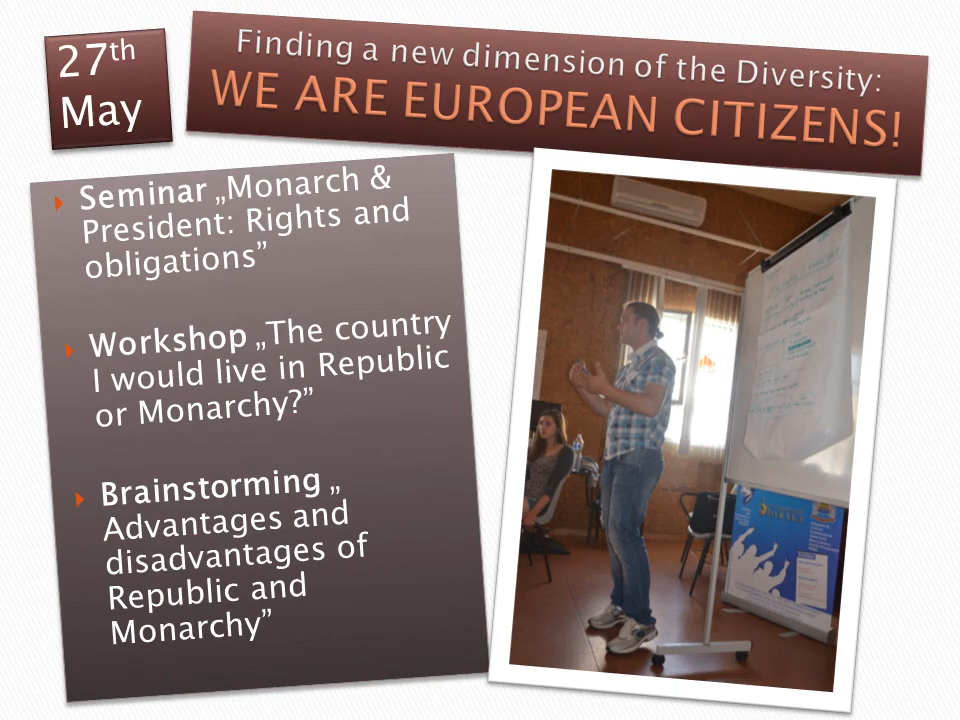 27th
May
Finding a new dimension of the Diversity:
WE ARE EUROPEAN CITIZENS!
Seminar „Monarch &
President: Rights and
obligations”
Workshop „The country
I would live in Republic
or Monarchy?”
Brainstorming „
Advantages and
disadvantages of
Republic and
Monarchy”